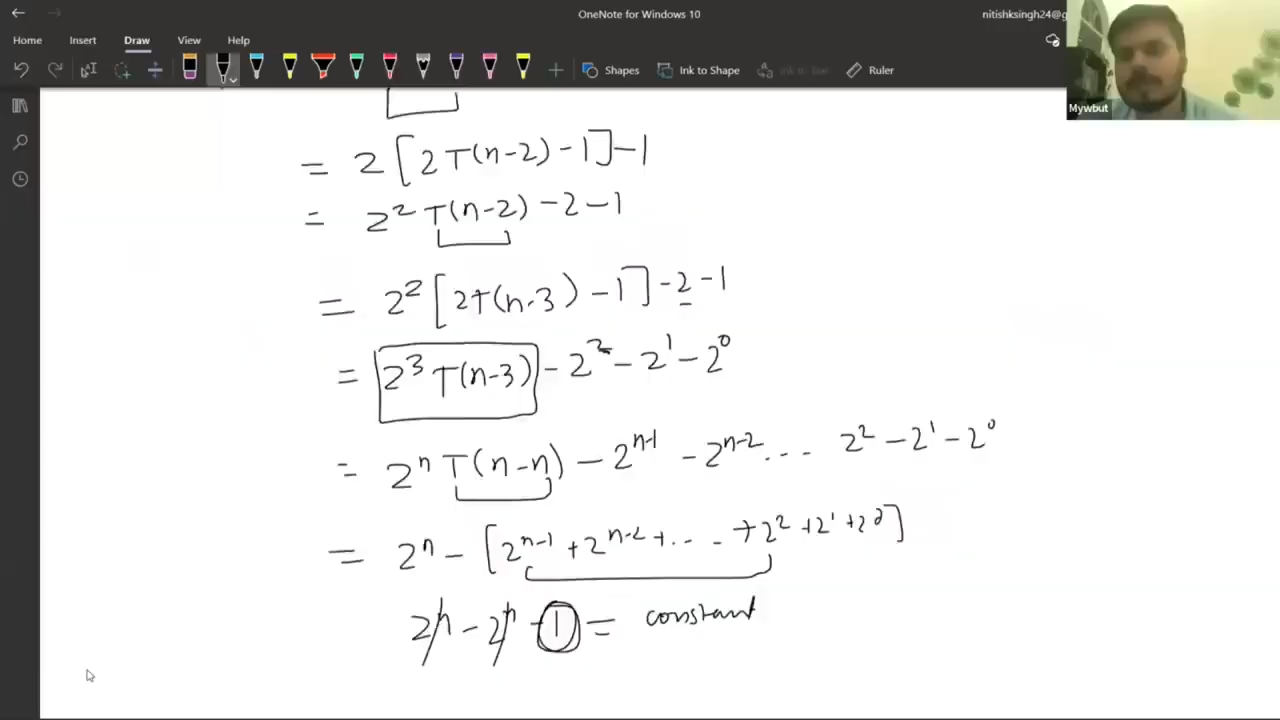 OneNote for Windows 10
nitishksingh24@g
Home Insert Draw View Help
Shapes Ink to Shape Ruler
Mywbut
= 2[2T(n-2)-1]-1
= 2² T(n-2) -2-1
= 2² [2T(n-3) -1] -2 -1
= 2³ T(n-3) - 2² - 2¹ - 2⁰
= 2ⁿ T(n-n) - 2ⁿ⁻¹ - 2ⁿ⁻² ... 2² - 2¹ - 2⁰
= 2ⁿ - [2ⁿ⁻¹ + 2ⁿ⁻² + ... + 2² + 2¹ + 2⁰]
2ⁿ - 2ⁿ - 1 = constant